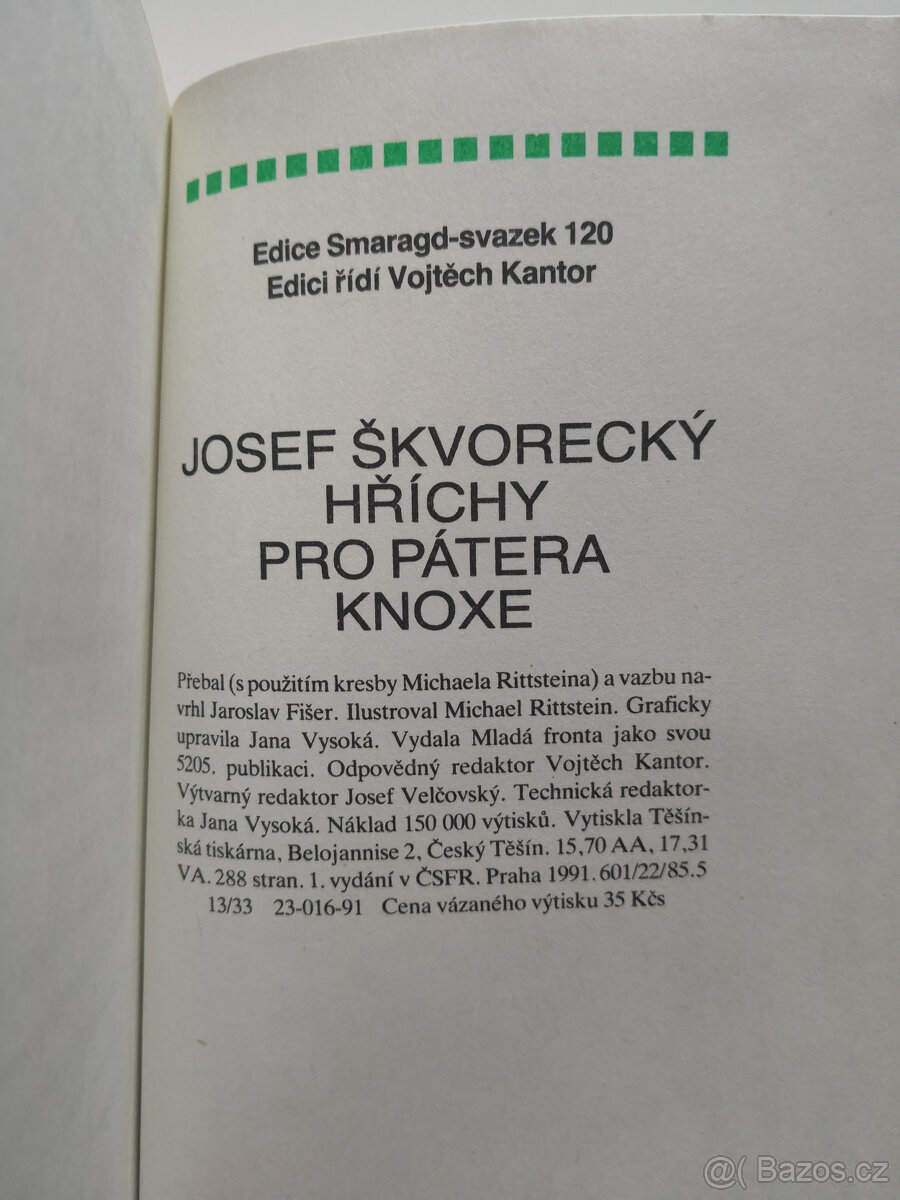 Edice Smaragd-svazek 120
Edici řídí Vojtěch Kantor
JOSEF ŠKVORECKÝ
HŘÍCHY
PRO PÁTERA
KNOXE
Přebal (s použitím kresby Michaela Rittsteina) a vazbu na-
vrhl Jaroslav Fišer. Ilustroval Michael Rittstein. Graficky
upravila Jana Vysoká. Vydala Mladá fronta jako svou
5205. publikaci. Odpovědný redaktor Vojtěch Kantor.
Výtvarný redaktor Josef Velčovský. Technická redaktor-
ka Jana Vysoká. Náklad 150 000 výtisků. Vytiskla Těšín-
ská tiskárna, Belojannise 2, Český Těšín. 15,70 AA, 17,31
VA. 288 stran. 1. vydání v ČSFR. Praha 1991. 601/22/85.5
13/33 23-016-91 Cena vázaného výtisku 35 Kčs
@( Bazos.cz